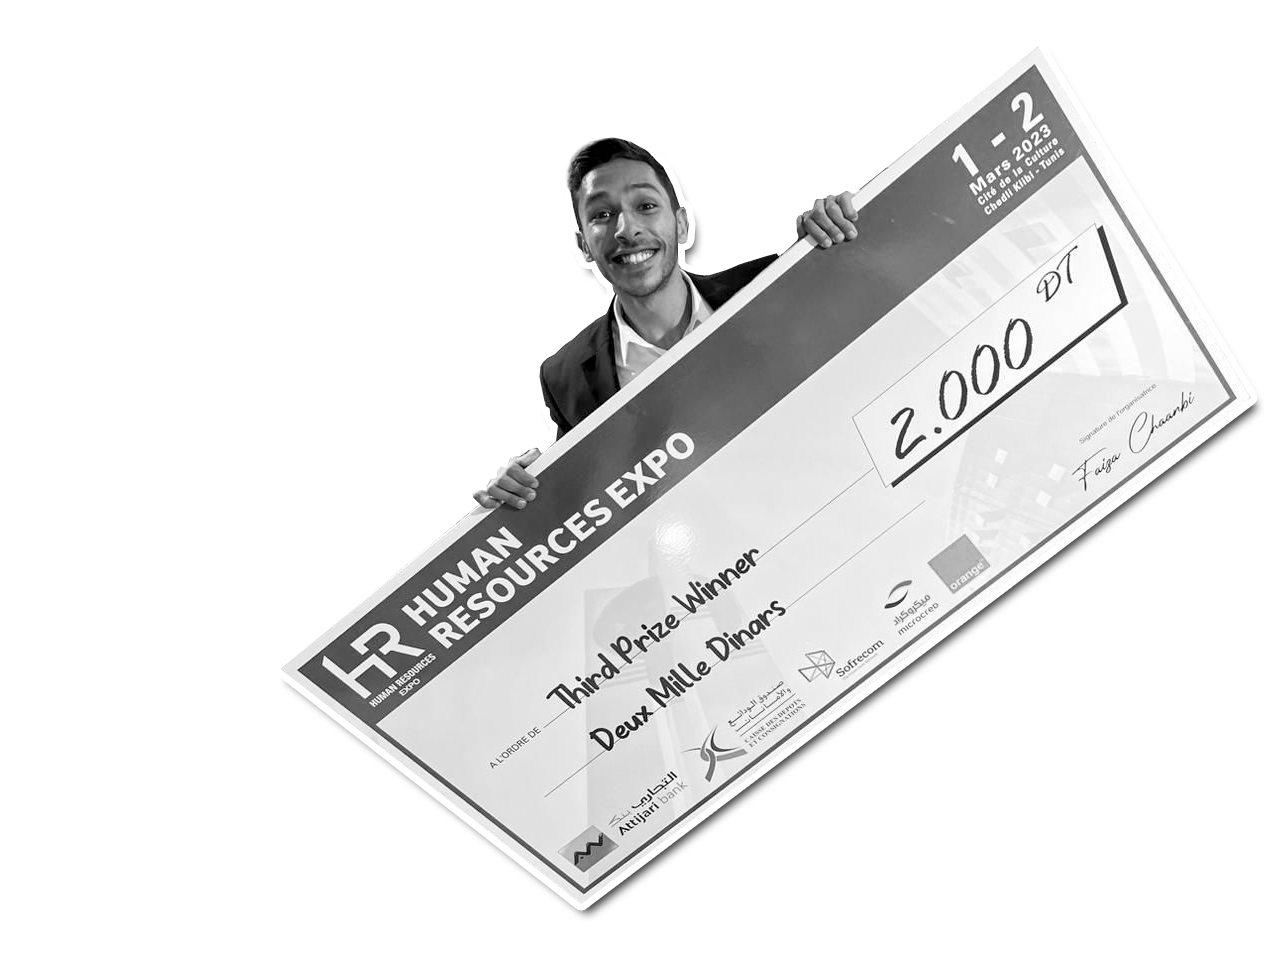 1 - 2
Mars 2023
Cité de la Culture
Chedli Klibi - Tunis
HUMAN
RESOURCES EXPO
HR
HUMAN RESOURCES
EXPO
2.000 DT
A L'ORDRE DE
Third Prize Winner
Deux Mille Dinars
Signature de l'organisatrice
Faiza Chaanbi
التجاري بنك
Attijari bank
صندوق الودائع
والأمانات
CAISSE DES DEPOTS
ET CONSIGNATIONS
Sofrecom
ميكروكراد
microcred
orange